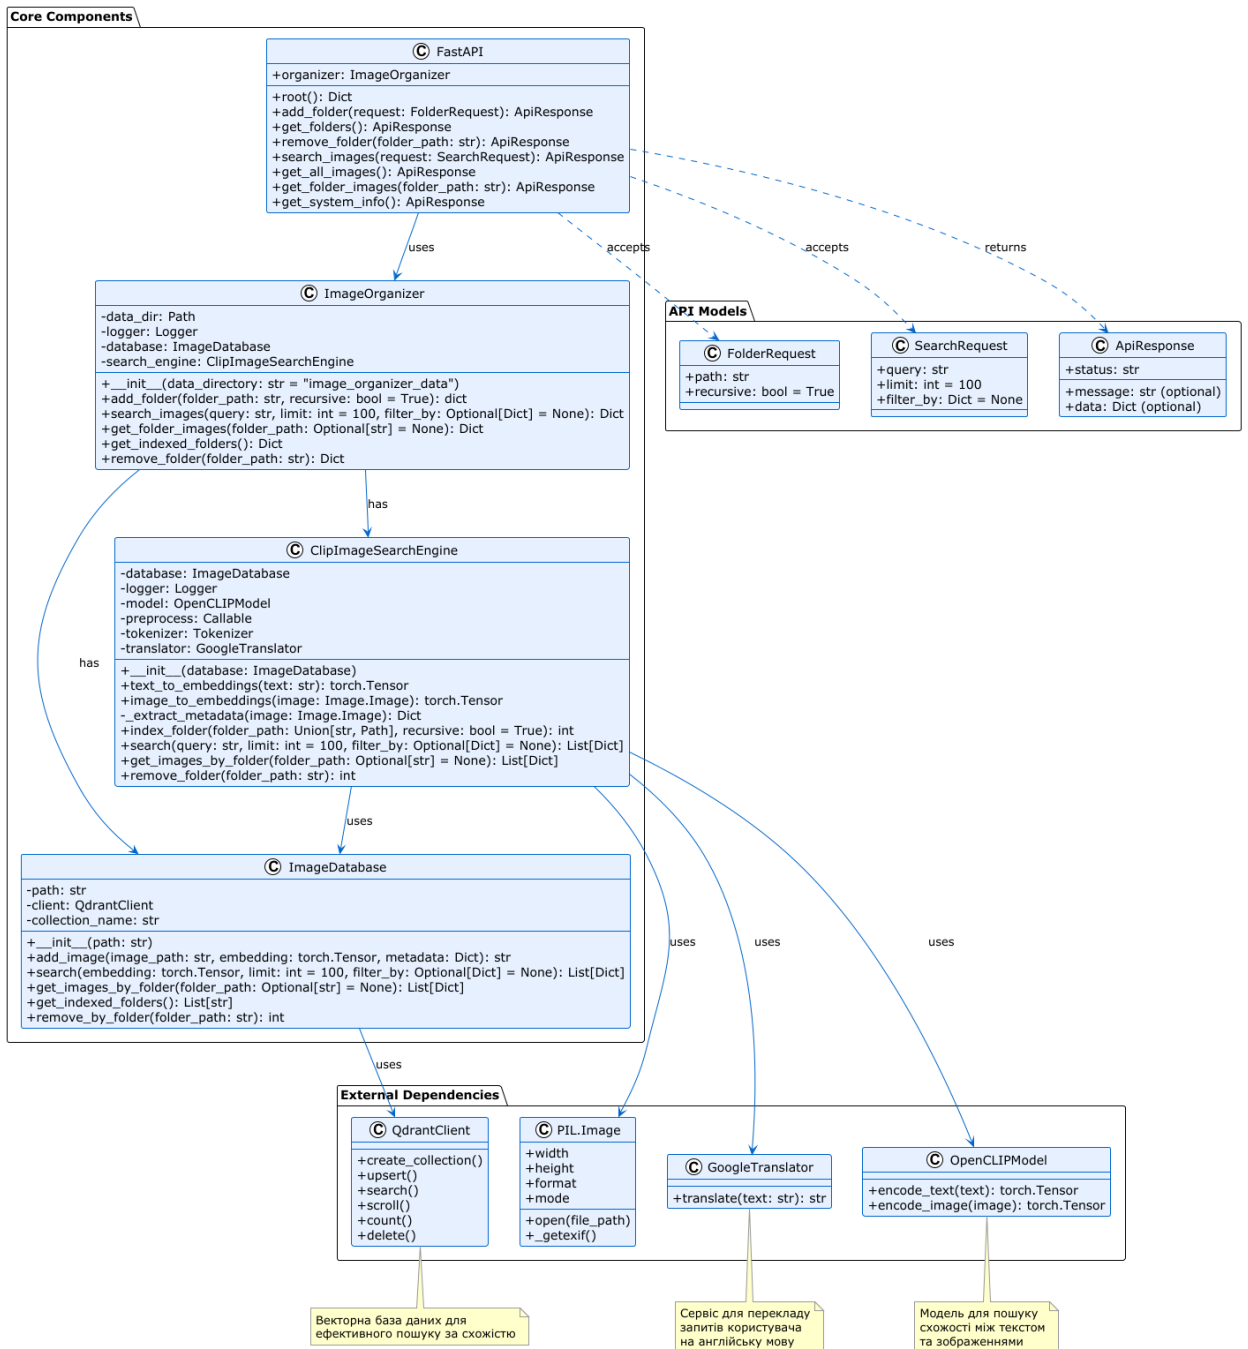 Core Components
C FastAPI
+organizer: ImageOrganizer
+root(): Dict
+add_folder(request: FolderRequest): ApiResponse
+get_folders(): ApiResponse
+remove_folder(folder_path: str): ApiResponse
+search_images(request: SearchRequest): ApiResponse
+get_all_images(): ApiResponse
+get_folder_images(folder_path: str): ApiResponse
+get_system_info(): ApiResponse
uses
accepts
accepts
returns
C ImageOrganizer
-data_dir: Path
-logger: Logger
-database: ImageDatabase
-search_engine: ClipImageSearchEngine
+__init__(data_directory: str = "image_organizer_data")
+add_folder(folder_path: str, recursive: bool = True): dict
+search_images(query: str, limit: int = 100, filter_by: Optional[Dict] = None): Dict
+get_folder_images(folder_path: Optional[str] = None): Dict
+get_indexed_folders(): Dict
+remove_folder(folder_path: str): Dict
API Models
C FolderRequest
+path: str
+recursive: bool = True
C SearchRequest
+query: str
+limit: int = 100
+filter_by: Dict = None
C ApiResponse
+status: str
+message: str (optional)
+data: Dict (optional)
has
has
C ClipImageSearchEngine
-database: ImageDatabase
-logger: Logger
-model: OpenCLIPModel
-preprocess: Callable
-tokenizer: Tokenizer
-translator: GoogleTranslator
+__init__(database: ImageDatabase)
+text_to_embeddings(text: str): torch.Tensor
+image_to_embeddings(image: Image.Image): torch.Tensor
-_extract_metadata(image: Image.Image): Dict
+index_folder(folder_path: Union[str, Path], recursive: bool = True): int
+search(query: str, limit: int = 100, filter_by: Optional[Dict] = None): List[Dict]
+get_images_by_folder(folder_path: Optional[str] = None): List[Dict]
+remove_folder(folder_path: str): int
uses
C ImageDatabase
-path: str
-client: QdrantClient
-collection_name: str
+__init__(path: str)
+add_image(image_path: str, embedding: torch.Tensor, metadata: Dict): str
+search(embedding: torch.Tensor, limit: int = 100, filter_by: Optional[Dict] = None): List[Dict]
+get_images_by_folder(folder_path: Optional[str] = None): List[Dict]
+get_indexed_folders(): List[str]
+remove_by_folder(folder_path: str): int
uses
uses
uses
uses
External Dependencies
C QdrantClient
+create_collection()
+upsert()
+search()
+scroll()
+count()
+delete()
C PIL.Image
+width
+height
+format
+mode
+open(file_path)
+_getexif()
C GoogleTranslator
+translate(text: str): str
C OpenCLIPModel
+encode_text(text): torch.Tensor
+encode_image(image): torch.Tensor
Векторна база даних для
ефективного пошуку за схожістю
Сервіс для перекладу
запитів користувача
на англійську мову
Модель для пошуку
схожості між текстом
та зображеннями